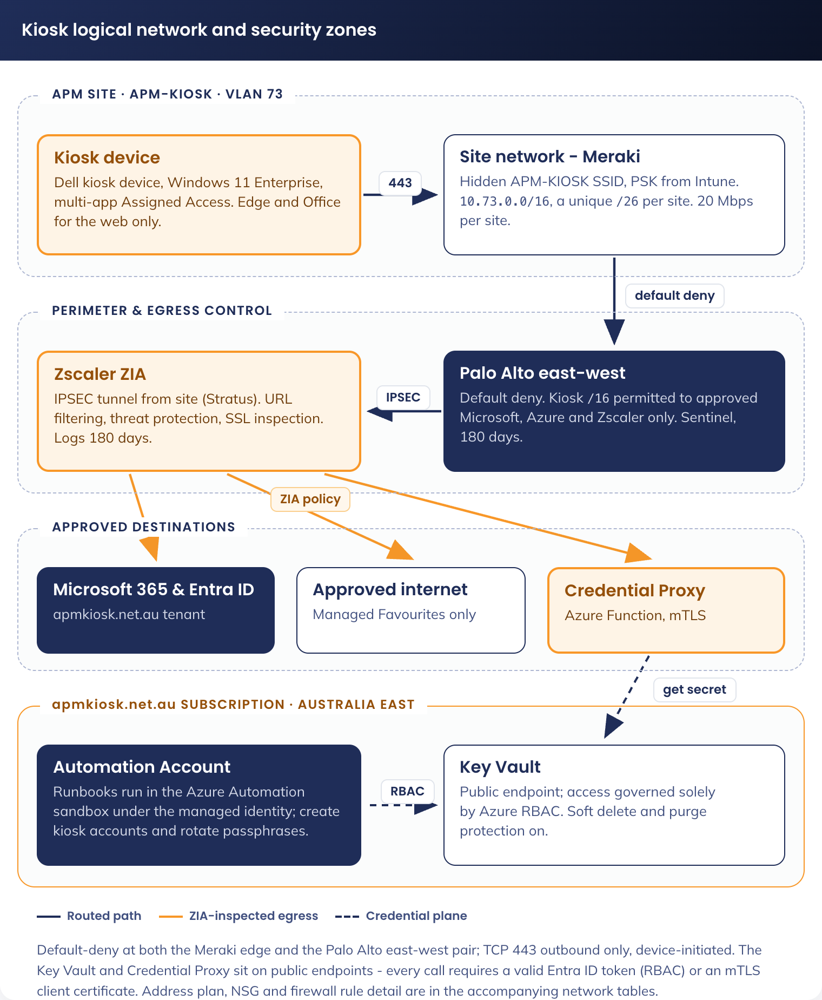 Kiosk logical network and security zones
APM SITE · APM-KIOSK · VLAN 73
Kiosk device
Dell kiosk device, Windows 11 Enterprise,
multi-app Assigned Access. Edge and Office
for the web only.
443
Site network - Meraki
Hidden APM-KIOSK SSID, PSK from Intune.
10.73.0.0/16, a unique /26 per site. 20 Mbps
per site.
default deny
PERIMETER & EGRESS CONTROL
Zscaler ZIA
IPSEC tunnel from site (Stratus). URL
filtering, threat protection, SSL inspection.
Logs 180 days.
IPSEC
Palo Alto east-west
Default deny. Kiosk /16 permitted to approved
Microsoft, Azure and Zscaler only. Sentinel,
180 days.
ZIA policy
APPROVED DESTINATIONS
Microsoft 365 & Entra ID
apmkiosk.net.au tenant
Approved internet
Managed Favourites only
Credential Proxy
Azure Function, mTLS
get secret
apmkiosk.net.au SUBSCRIPTION · AUSTRALIA EAST
Automation Account
Runbooks run in the Azure Automation
sandbox under the managed identity; create
kiosk accounts and rotate passphrases.
RBAC
Key Vault
Public endpoint; access governed solely
by Azure RBAC. Soft delete and purge
protection on.
Routed path
ZIA-inspected egress
Credential plane
Default-deny at both the Meraki edge and the Palo Alto east-west pair; TCP 443 outbound only, device-initiated. The
Key Vault and Credential Proxy sit on public endpoints - every call requires a valid Entra ID token (RBAC) or an mTLS
client certificate. Address plan, NSG and firewall rule detail are in the accompanying network tables.